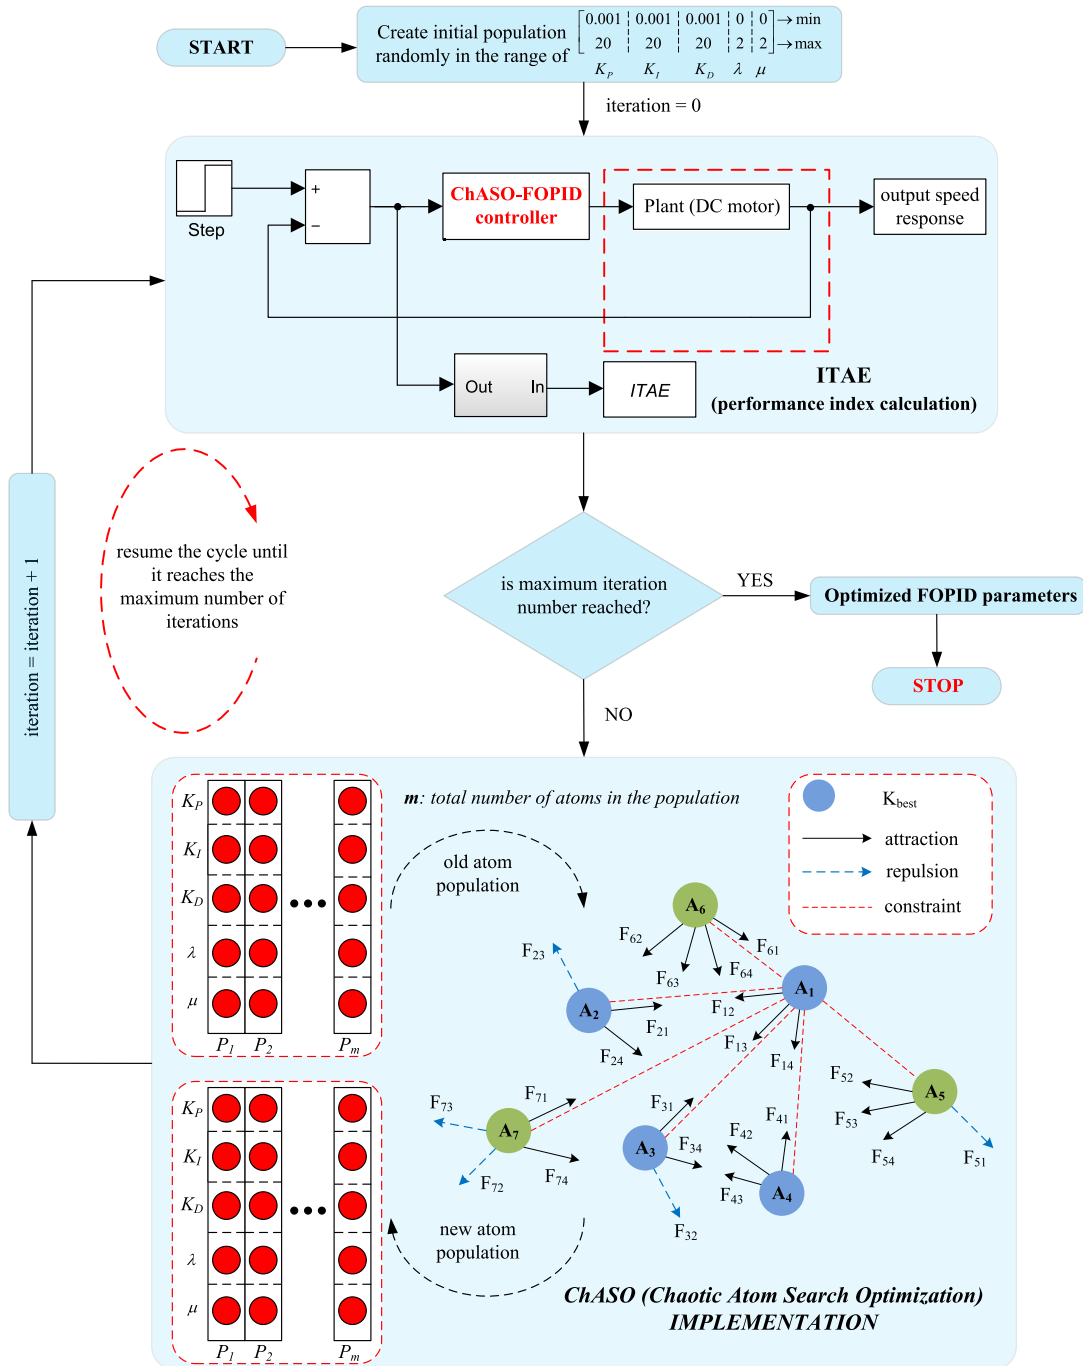 START
Create initial population
randomly in the range of
0.001 0.001 0.001 0 0 → min
20 20 20 2 2 → max
K_P K_I K_D λ μ
iteration = 0
Step
+
−
ChASO-FOPID
controller
Plant (DC motor)
output speed
response
Out In
ITAE
ITAE
(performance index calculation)
iteration = iteration + 1
resume the cycle until
it reaches the
maximum number of
iterations
is maximum iteration
number reached?
YES
Optimized FOPID parameters
STOP
NO
K_P
K_I
K_D
λ
μ
P_1 P_2 P_m
m: total number of atoms in the population
old atom
population
K_best
attraction
repulsion
constraint
A_6
F_62
F_63
F_64
F_61
F_23
A_2
F_21
F_24
A_1
F_12
F_13
F_14
A_5
F_52
F_53
F_54
F_51
A_7
F_71
F_73
F_72
F_74
A_3
F_31
F_34
F_32
A_4
F_41
F_42
F_43
K_P
K_I
K_D
λ
μ
P_1 P_2 P_m
new atom
population
ChASO (Chaotic Atom Search Optimization)
IMPLEMENTATION